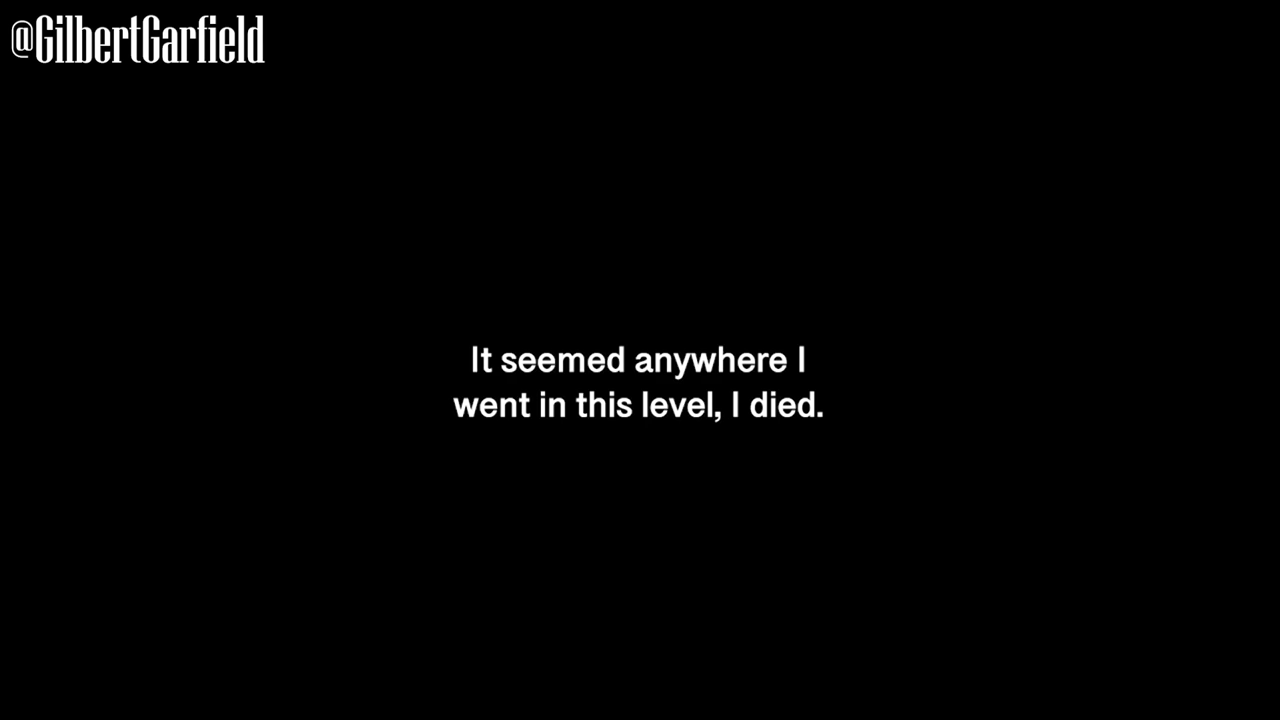 @GilbertGarfield
It seemed anywhere I
went in this level, I died.